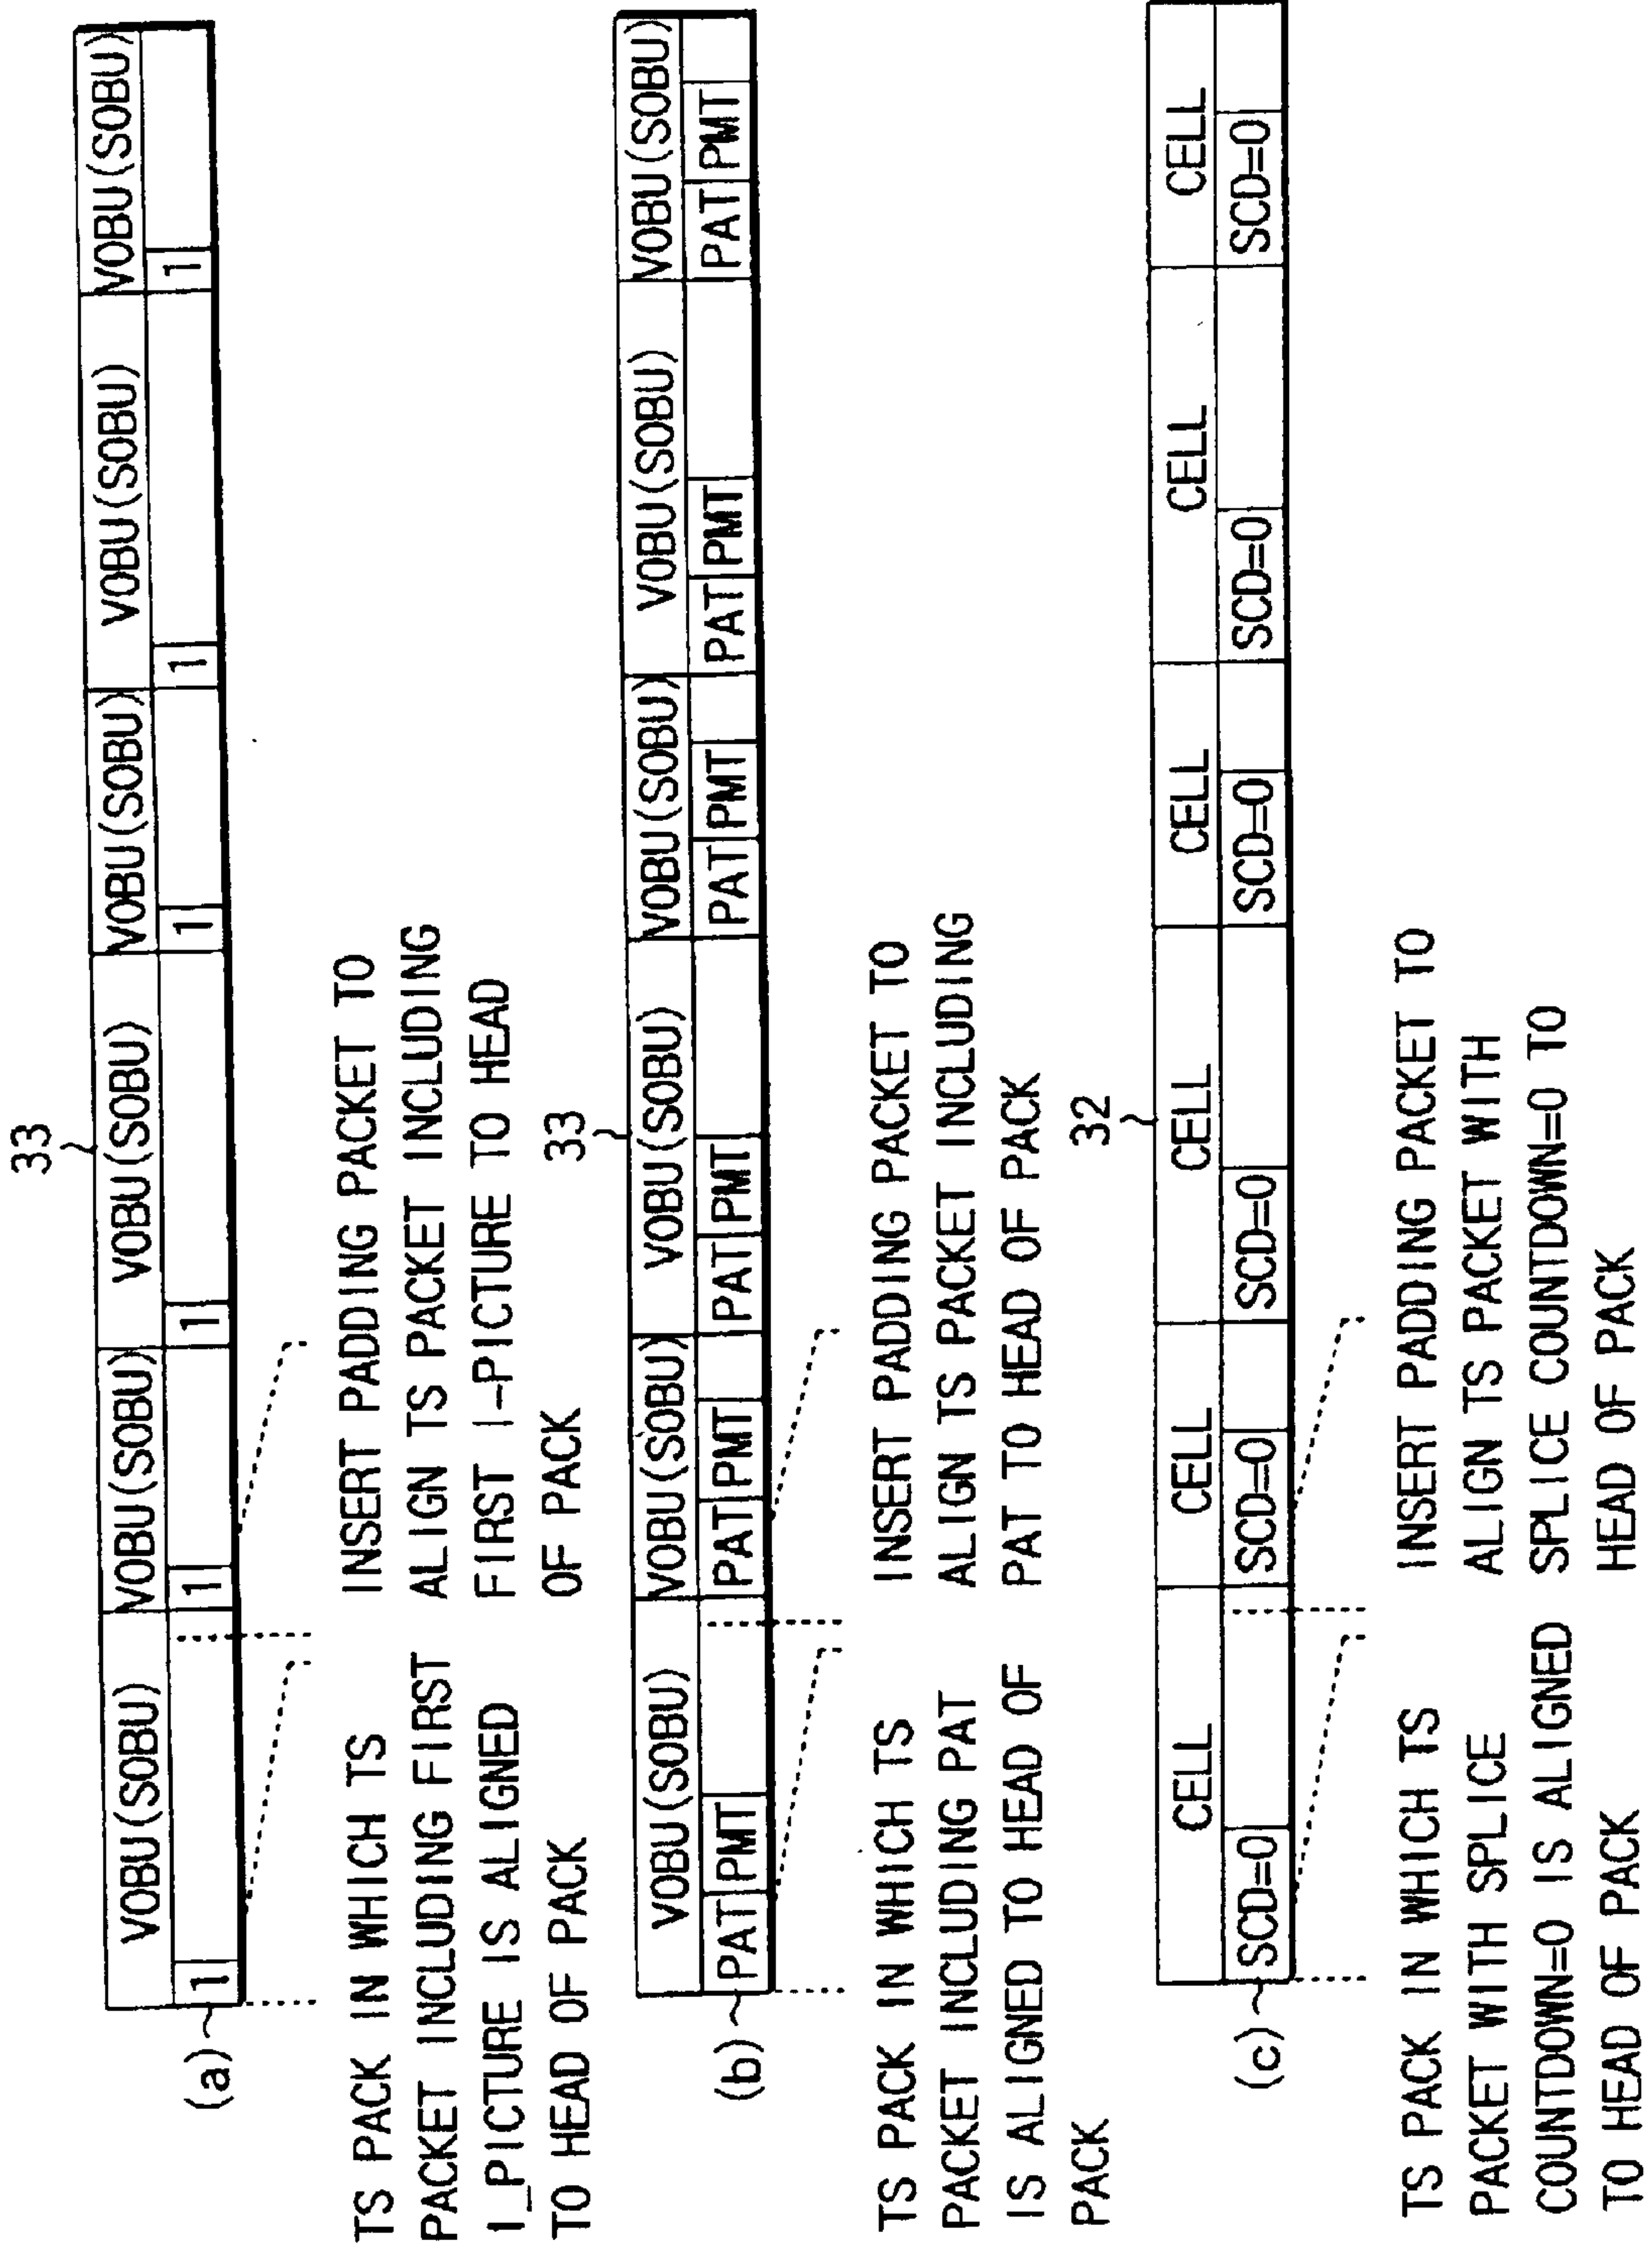 33
VOBU(SOBU) VOBU(SOBU) VOBU(SOBU) VOBU(SOBU) VOBU(SOBU) VOBU(SOBU)
(a) 1 1 1 1 1 1
TS PACK IN WHICH TS
PACKET INCLUDING FIRST
I_PICTURE IS ALIGNED
TO HEAD OF PACK
INSERT PADDING PACKET TO
ALIGN TS PACKET INCLUDING
FIRST I-PICTURE TO HEAD
OF PACK
33
VOBU(SOBU) VOBU(SOBU) VOBU(SOBU) VOBU(SOBU) VOBU(SOBU) VOBU(SOBU)
(b) PAT PMT PAT PMT PAT PMT PAT PMT PAT PMT PAT PMT
TS PACK IN WHICH TS
PACKET INCLUDING PAT
IS ALIGNED TO HEAD OF
PACK
INSERT PADDING PACKET TO
ALIGN TS PACKET INCLUDING
PAT TO HEAD OF PACK
32
CELL CELL CELL CELL CELL CELL
(c) SCD=0 SCD=0 SCD=0 SCD=0 SCD=0 SCD=0
TS PACK IN WHICH TS
PACKET WITH SPLICE
COUNTDOWN=0 IS ALIGNED
TO HEAD OF PACK
INSERT PADDING PACKET TO
ALIGN TS PACKET WITH
SPLICE COUNTDOWN=0 TO
HEAD OF PACK